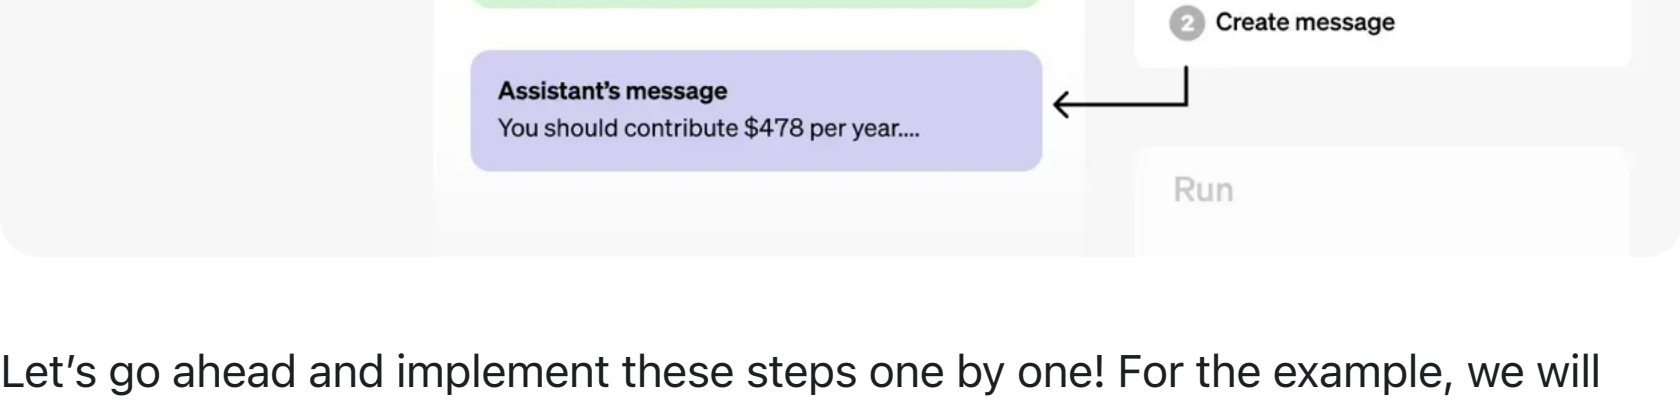 2 Create message
Assistant’s message
You should contribute $478 per year....
Run
Let’s go ahead and implement these steps one by one! For the example, we will